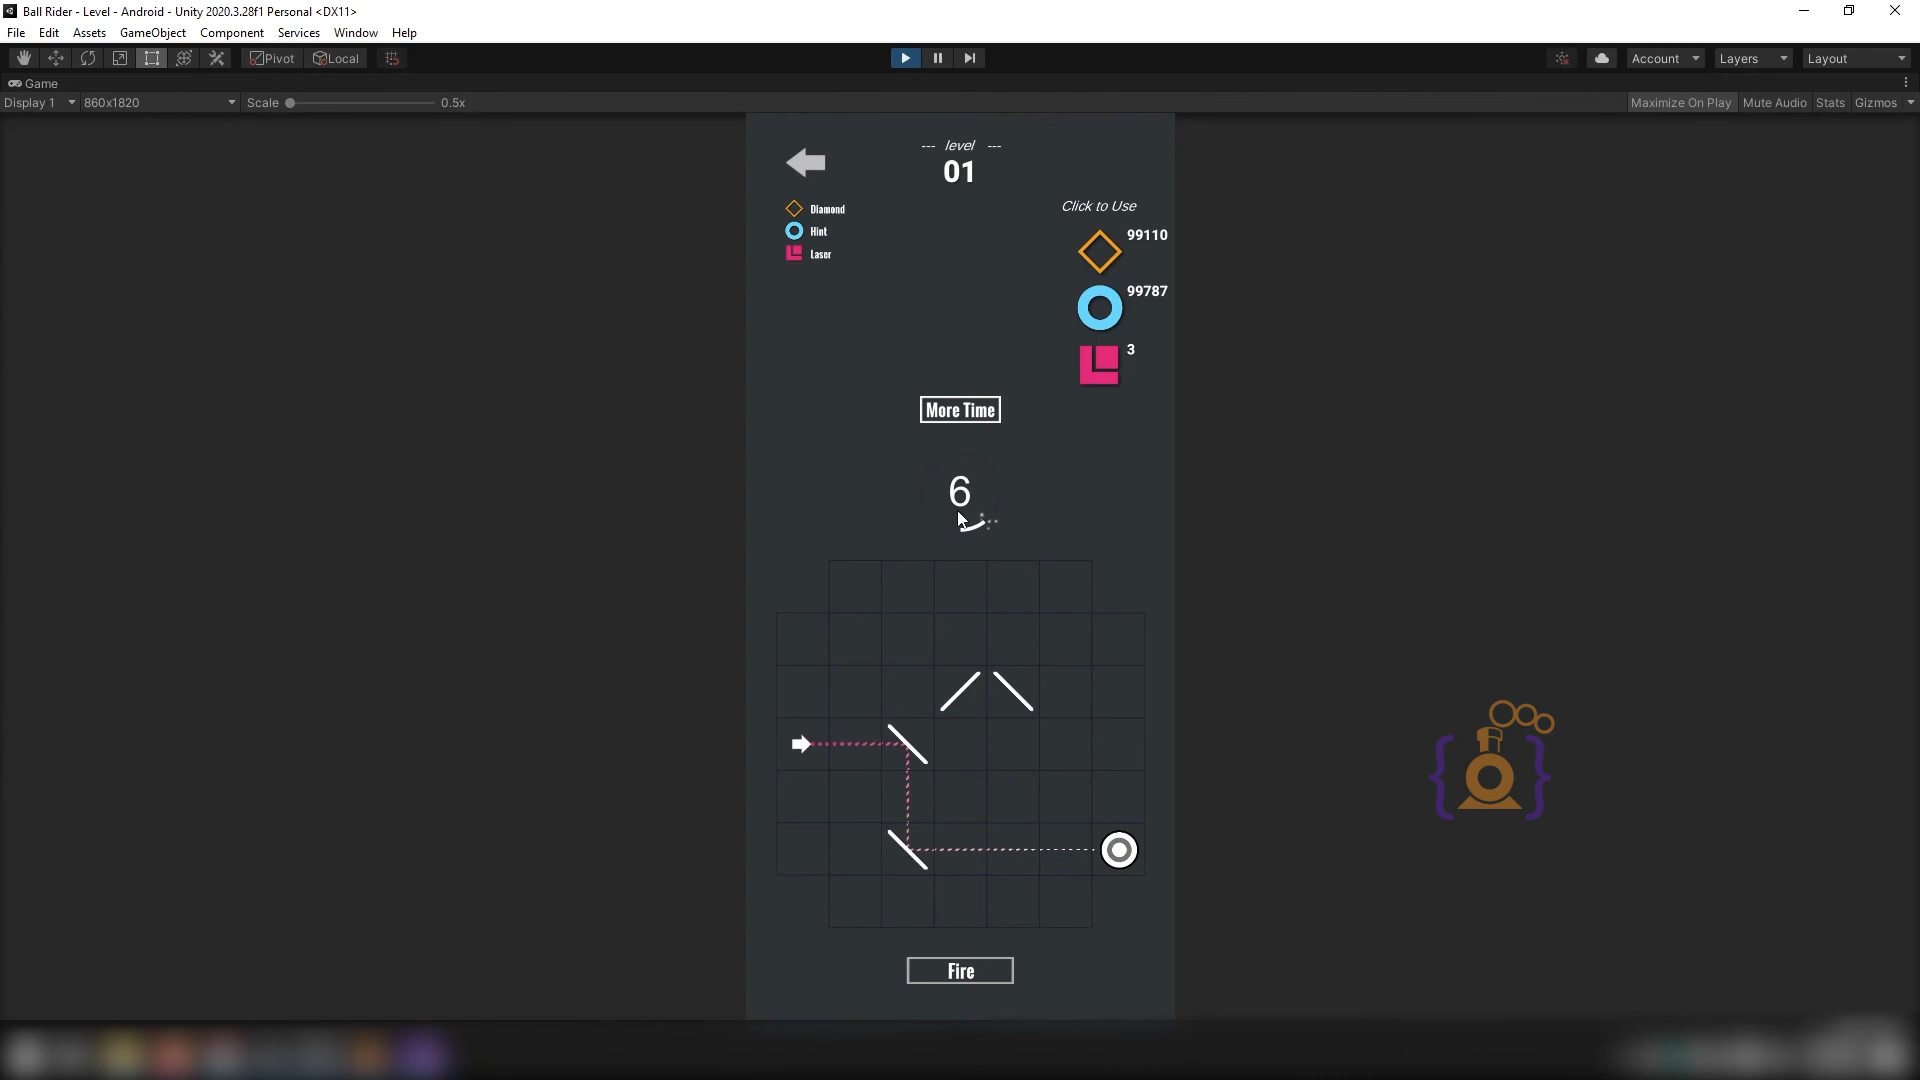 Ball Rider - Level - Android - Unity 2020.3.28f1 Personal <DX11>
File Edit Assets GameObject Component Services Window Help
Pivot Local Account Layers Layout
Game
Display 1 860x1820 Scale 0.5x Maximize On Play Mute Audio Stats Gizmos
--- level ---
01
Click to Use
Diamond
Hint
Laser
99110
99787
3
More Time
6
Fire